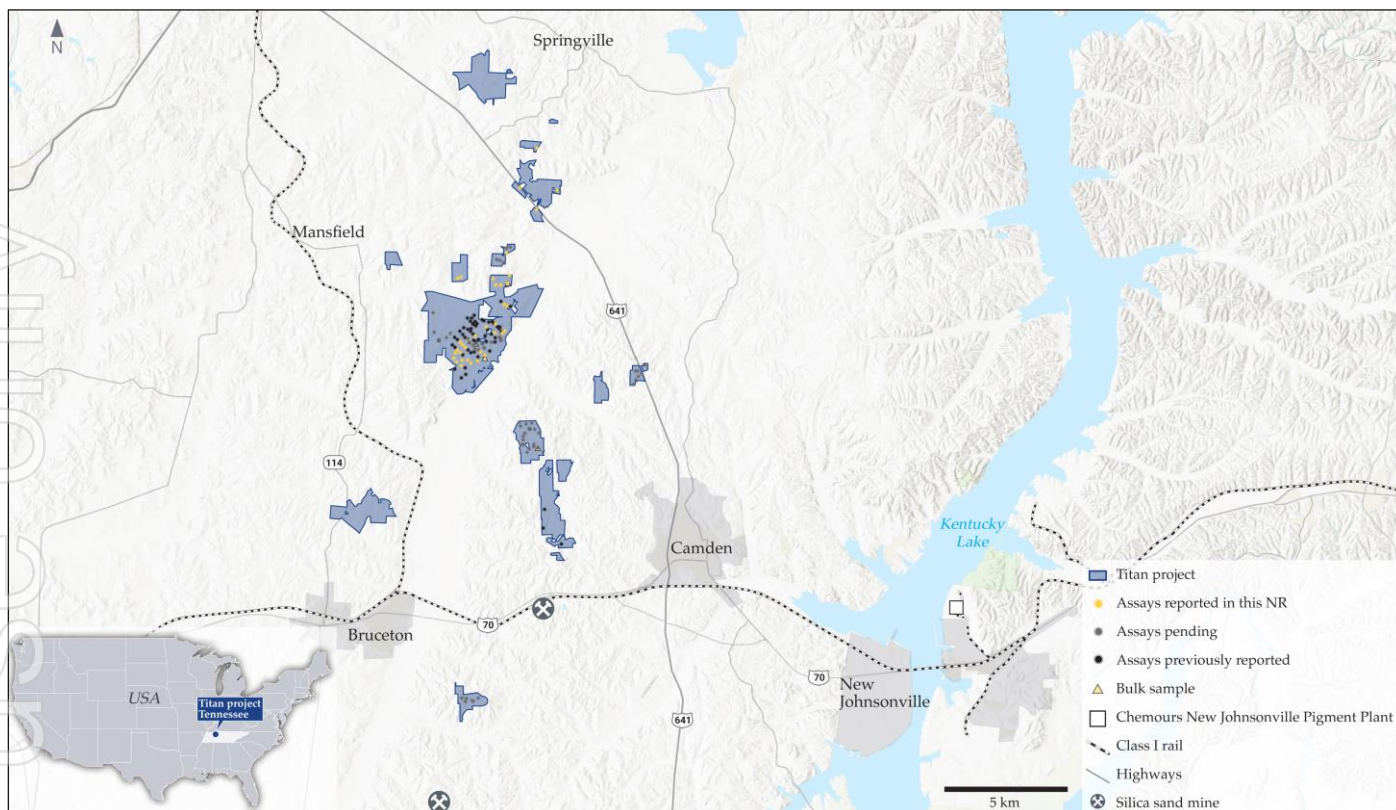 N
Springville
Mansfield
641
114
Camden
Kentucky
Lake
Bruceton
70
70
New
Johnsonville
641
USA
Titan project
Tennessee
Titan project
Assays reported in this NR
Assays pending
Assays previously reported
Bulk sample
Chemours New Johnsonville Pigment Plant
Class I rail
Highways
Silica sand mine
5 km